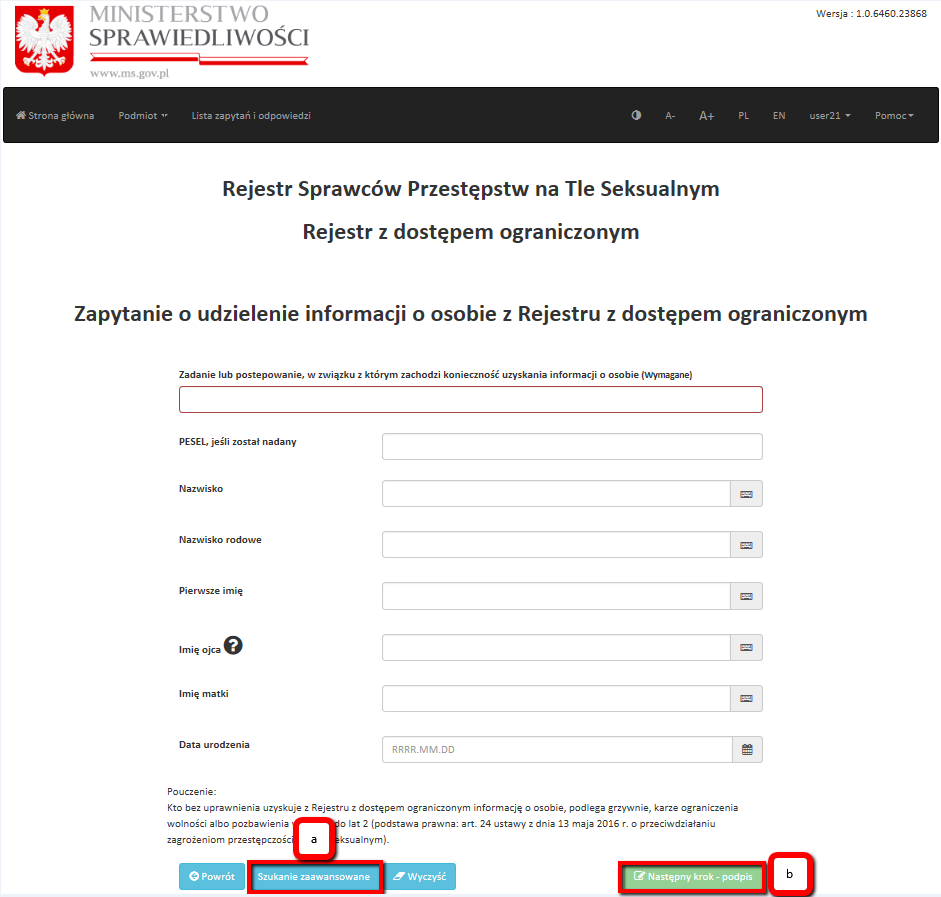 MINISTERSTWO
SPRAWIEDLIWOŚCI
www.ms.gov.pl
Wersja : 1.0.6460.23868
Strona główna Podmiot Lista zapytań i odpowiedzi A- A+ PL EN user21 Pomoc
Rejestr Sprawców Przestępstw na Tle Seksualnym
Rejestr z dostępem ograniczonym
Zapytanie o udzielenie informacji o osobie z Rejestru z dostępem ograniczonym
Zadanie lub postepowanie, w związku z którym zachodzi konieczność uzyskania informacji o osobie (Wymagane)
PESEL, jeśli został nadany
Nazwisko
Nazwisko rodowe
Pierwsze imię
Imię ojca ?
Imię matki
Data urodzenia RRRR.MM.DD
Pouczenie:
Kto bez uprawnienia uzyskuje z Rejestru z dostępem ograniczonym informację o osobie, podlega grzywnie, karze ograniczenia
wolności albo pozbawienia do lat 2 (podstawa prawna: art. 24 ustawy z dnia 13 maja 2016 r. o przeciwdziałaniu
zagrożeniom przestępczości seksualnym).
a
Powrót Szukanie zaawansowane Wyczyść Następny krok - podpis b